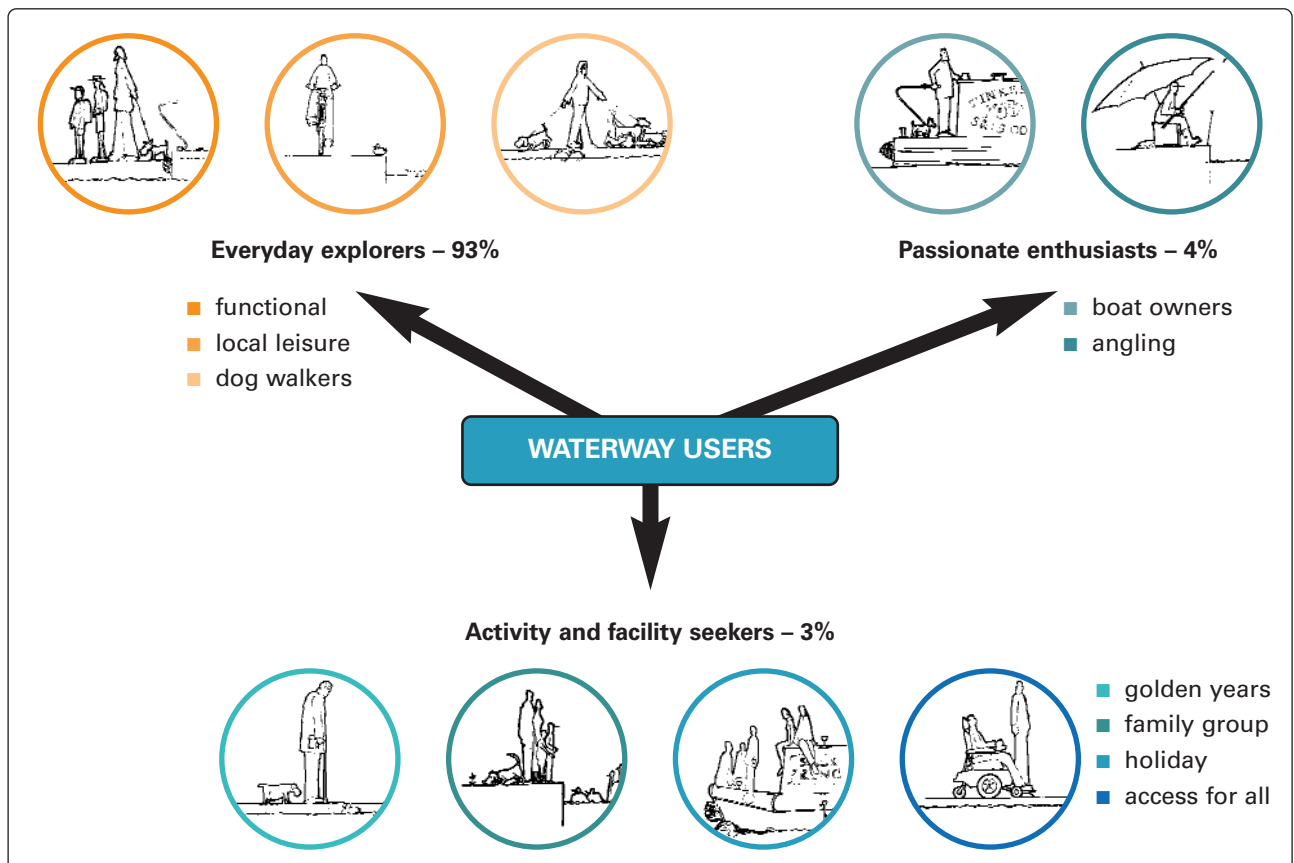 TINKER
Everyday explorers – 93%
functional
local leisure
dog walkers
Passionate enthusiasts – 4%
boat owners
angling
WATERWAY USERS
Activity and facility seekers – 3%
golden years
family group
holiday
access for all